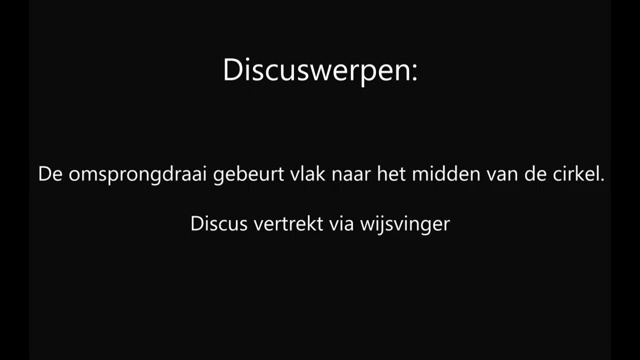 Discuswerpen:
De omsprongdraai gebeurt vlak naar het midden van de cirkel.
Discus vertrekt via wijsvinger